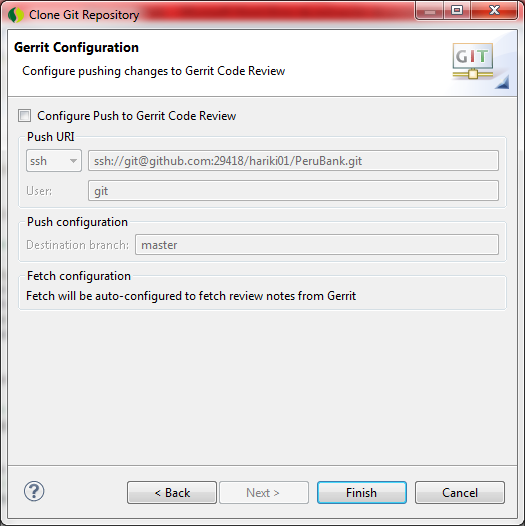 Clone Git Repository
Gerrit Configuration
Configure pushing changes to Gerrit Code Review
GIT
Configure Push to Gerrit Code Review
Push URI
ssh ssh://git@github.com:29418/hariki01/PeruBank.git
User: git
Push configuration
Destination branch: master
Fetch configuration
Fetch will be auto-configured to fetch review notes from Gerrit
? < Back Next > Finish Cancel